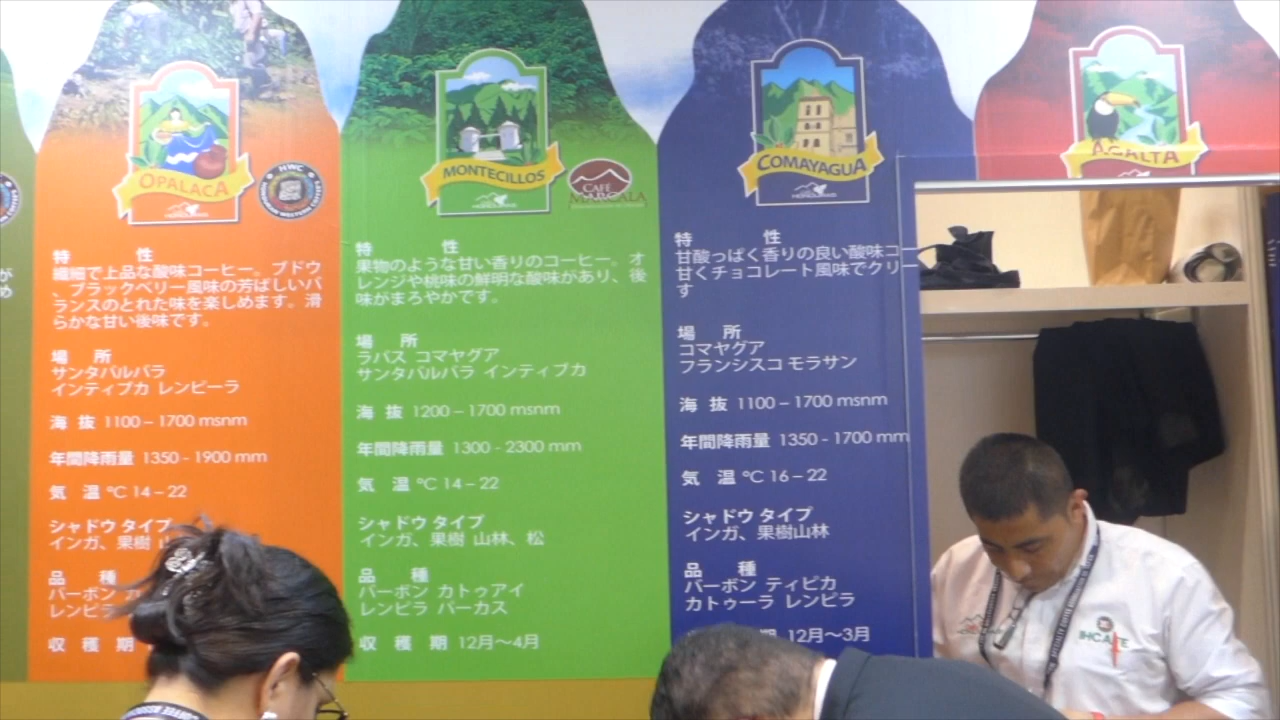 が
め
OPALACA
HONDURAS
HWC
特 性
繊細で上品な酸味コーヒー。ブドウ
、ブラックベリー風味の芳ばしいバ
ランスのとれた味を楽しめます。滑
らかな甘い後味です。
場 所
サンタバルバラ
インティブカ レンピーラ
海 抜 1100 – 1700 msnm
年間降雨量 1350 - 1900 mm
気 温 °C 14 – 22
シャドウ タイプ
インガ、果樹
品 種
バーボン
レンピラ
収 穫 期
MONTECILLOS
HONDURAS
CAFÉ
MARCALA
特 性
果物のような甘い香りのコーヒー。オ
レンジや桃味の鮮明な酸味があり、後
味がまろやかです。
場 所
ラパス コマヤグア
サンタバルバラ インティブカ
海 抜 1200 – 1700 msnm
年間降雨量 1300 - 2300 mm
気 温 °C 14 – 22
シャドウ タイプ
インガ、果樹 山林、松
品 種
バーボン カトゥアイ
レンピラ パーカス
収 穫 期 12月～4月
COMAYAGUA
HONDURAS
特 性
甘酸っぱく香りの良い酸味コー
甘くチョコレート風味でクリー
す
場 所
コマヤグア
フランシスコ モラサン
海 抜 1100 – 1700 msnm
年間降雨量 1350 - 1700 mm
気 温 °C 16 – 22
シャドウ タイプ
インガ、果樹山林
品 種
バーボン ティピカ
カトゥーラ レンピラ
期 12月～3月
AGALTA
IHCAFE